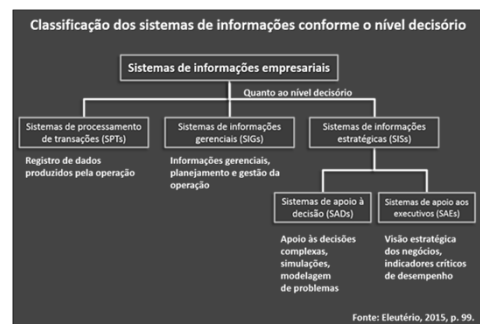 Classificação dos sistemas de informações conforme o nível decisório
Sistemas de informações empresariais
Quanto ao nível decisório
Sistemas de processamento
de transações (SPTs)
Registro de dados
produzidos pela operação
Sistemas de informações
gerenciais (SIGs)
Informações gerenciais,
planejamento e gestão da
operação
Sistemas de informações
estratégicas (SISs)
Sistemas de apoio à
decisão (SADs)
Apoio às decisões
complexas,
simulações,
modelagem
de problemas
Sistemas de apoio aos
executivos (SAEs)
Visão estratégica
dos negócios,
indicadores críticos
de desempenho
Fonte: Eleutério, 2015, p. 99.